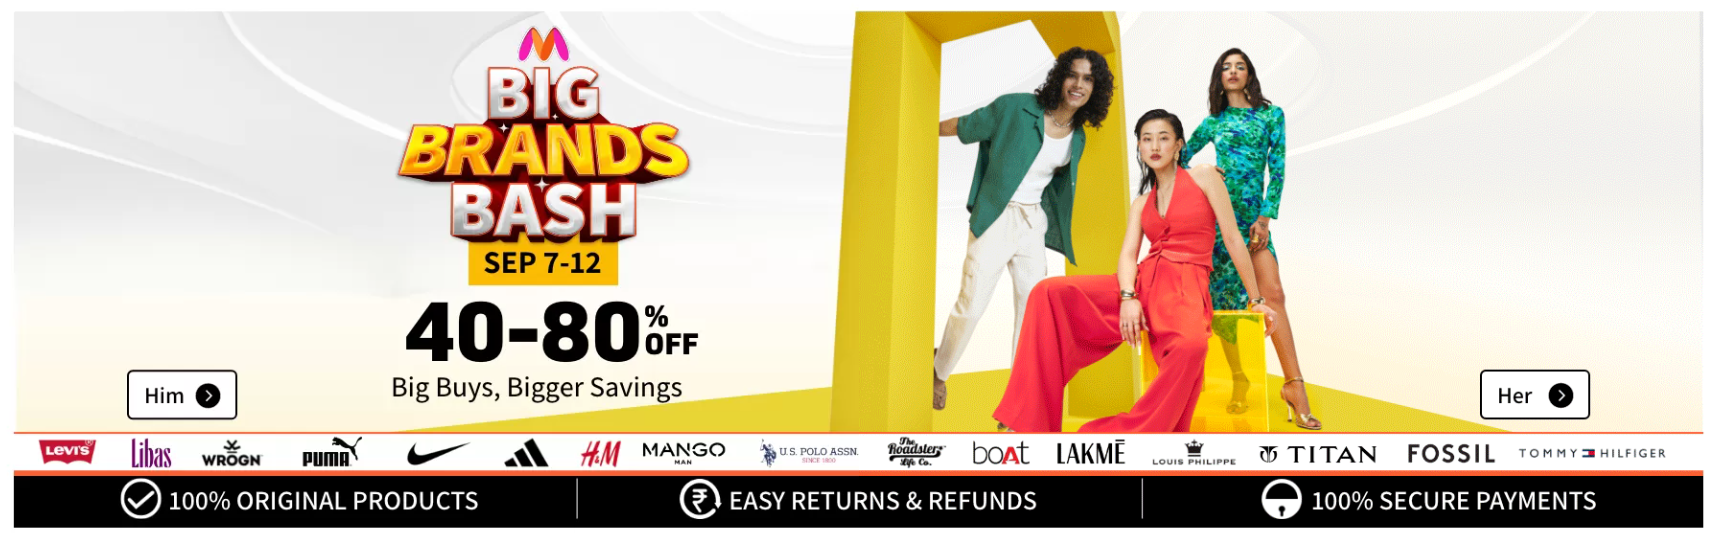 BIG
BRANDS
BASH
SEP 7-12
40-80% OFF
Big Buys, Bigger Savings
Him
Her
LEVI'S Libas WROGN PUMA H&M MANGO MAN U.S. POLO ASSN. SINCE 1890 The Roadster Life Co. boAt LAKMĒ LOUIS PHILIPPE TITAN FOSSIL TOMMY HILFIGER
100% ORIGINAL PRODUCTS EASY RETURNS & REFUNDS 100% SECURE PAYMENTS